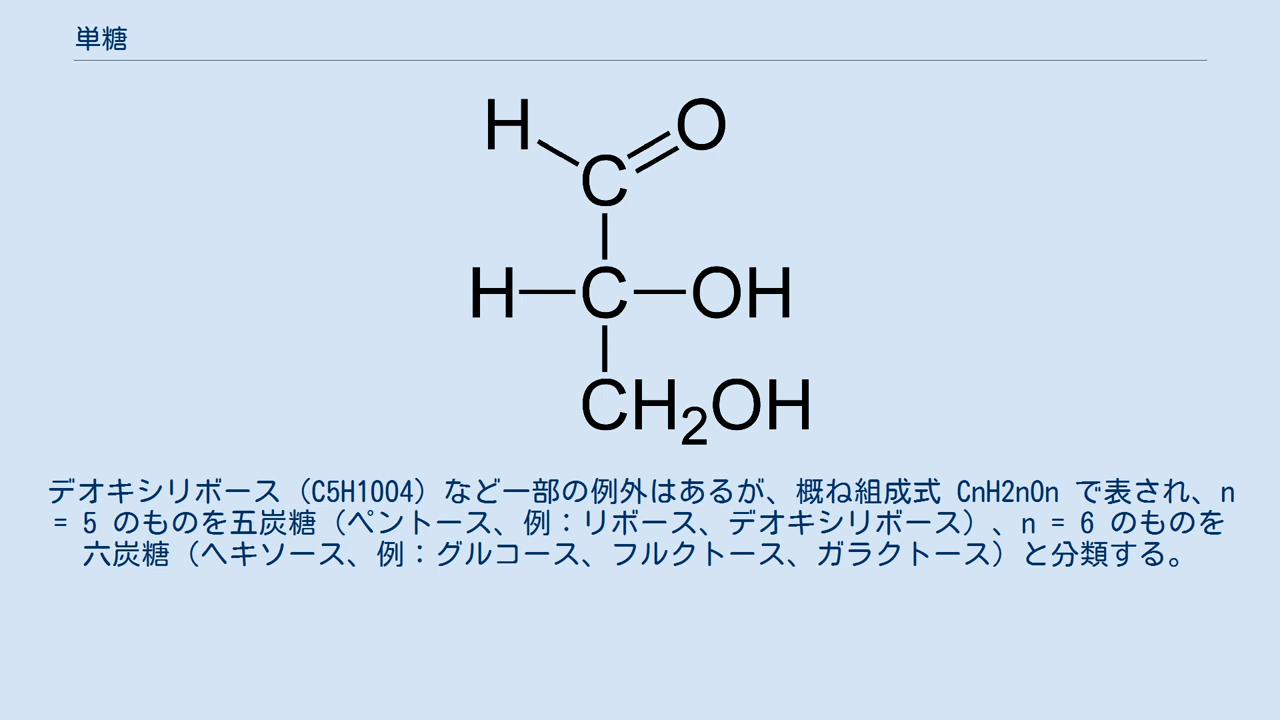 単糖
H O
C
H C OH
CH2OH
デオキシリボース（C5H10O4）など一部の例外はあるが、概ね組成式 CnH2nOn で表され、n
= 5 のものを五炭糖（ペントース、例：リボース、デオキシリボース）、n = 6 のものを
六炭糖（ヘキソース、例：グルコース、フルクトース、ガラクトース）と分類する。